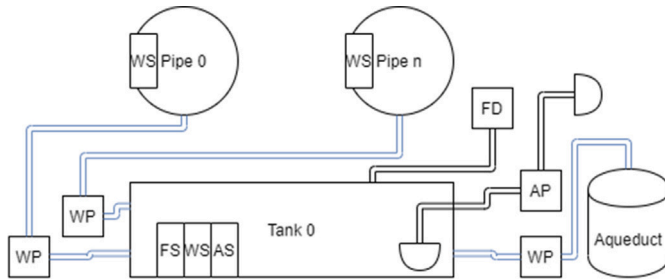 WS Pipe 0
WS Pipe n
FD
AP
WP
Tank 0
FS WS AS
WP
WP
Aqueduct